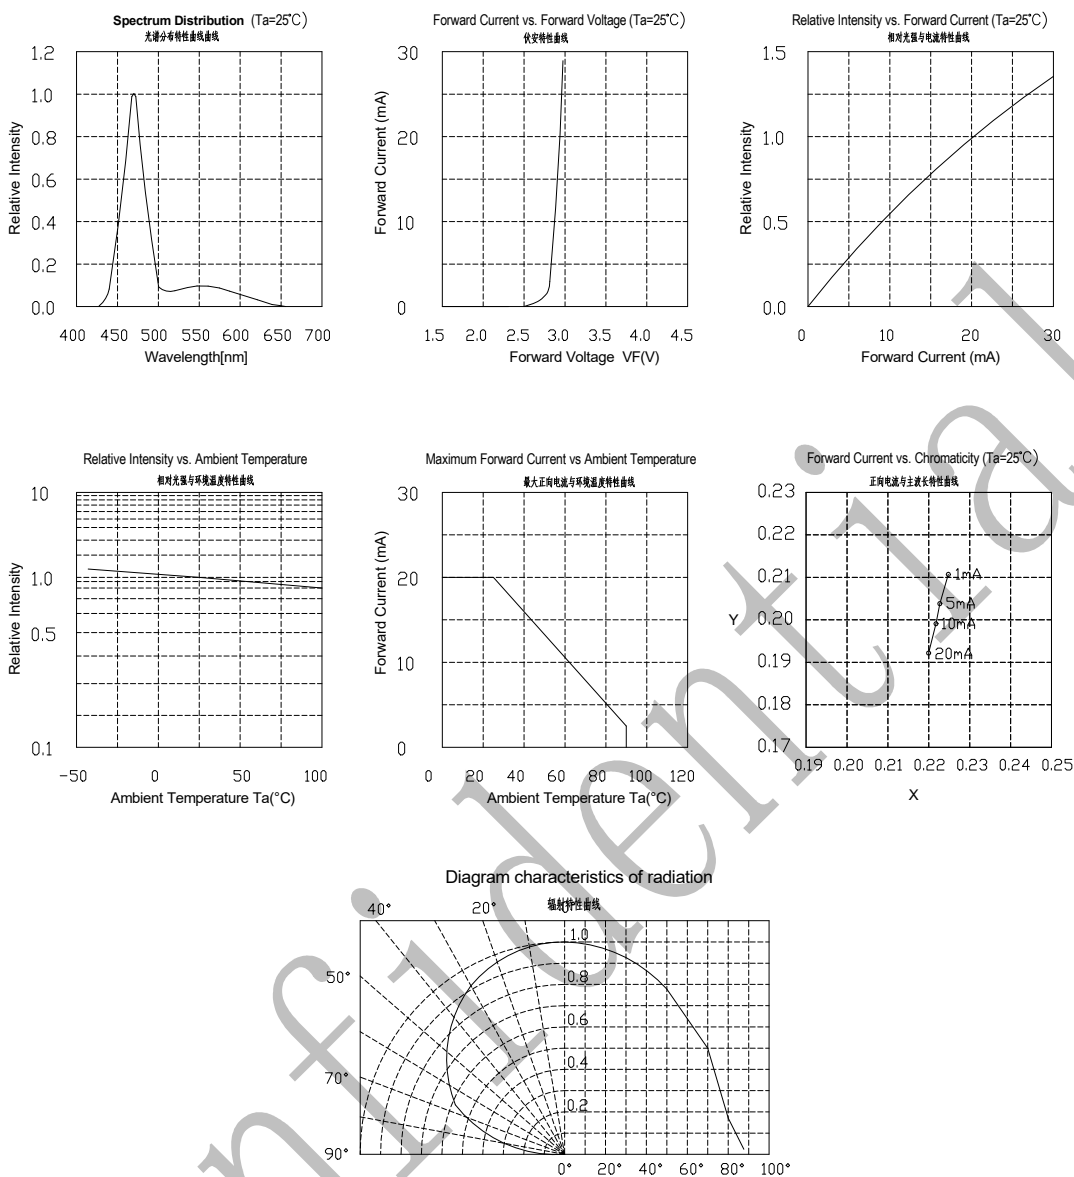 Spectrum Distribution (Ta=25℃)
光谱分布特性曲线曲线
1.2
1.0
0.8
0.6
0.4
0.2
0.0
Relative Intensity
400 450 500 550 600 650 700
Wavelength[nm]
Forward Current vs. Forward Voltage (Ta=25℃)
伏安特性曲线
30
20
10
0
Forward Current (mA)
1.5 2.0 2.5 3.0 3.5 4.0 4.5
Forward Voltage VF(V)
Relative Intensity vs. Forward Current (Ta=25℃)
相对光强与电流特性曲线
1.5
1.0
0.5
0.0
Relative Intensity
0 10 20 30
Forward Current (mA)
Relative Intensity vs. Ambient Temperature
相对光强与环境温度特性曲线
10
1.0
0.5
0.1
Relative Intensity
-50 0 50 100
Ambient Temperature Ta(°C)
Maximum Forward Current vs Ambient Temperature
最大正向电流与环境温度特性曲线
30
20
10
0
Forward Current (mA)
0 20 40 60 80 100 120
Ambient Temperature Ta(°C)
Forward Current vs. Chromaticity (Ta=25℃)
正向电流与主波长特性曲线
0.23
0.22
0.21
0.20
0.19
0.18
0.17
Y
1mA
5mA
10mA
20mA
0.19 0.20 0.21 0.22 0.23 0.24 0.25
X
Diagram characteristics of radiation
辐射特性曲线
40° 20° 0
50°
70°
90°
1.0
0.8
0.6
0.4
0.2
0° 20° 40° 60° 80° 100°
nfidential